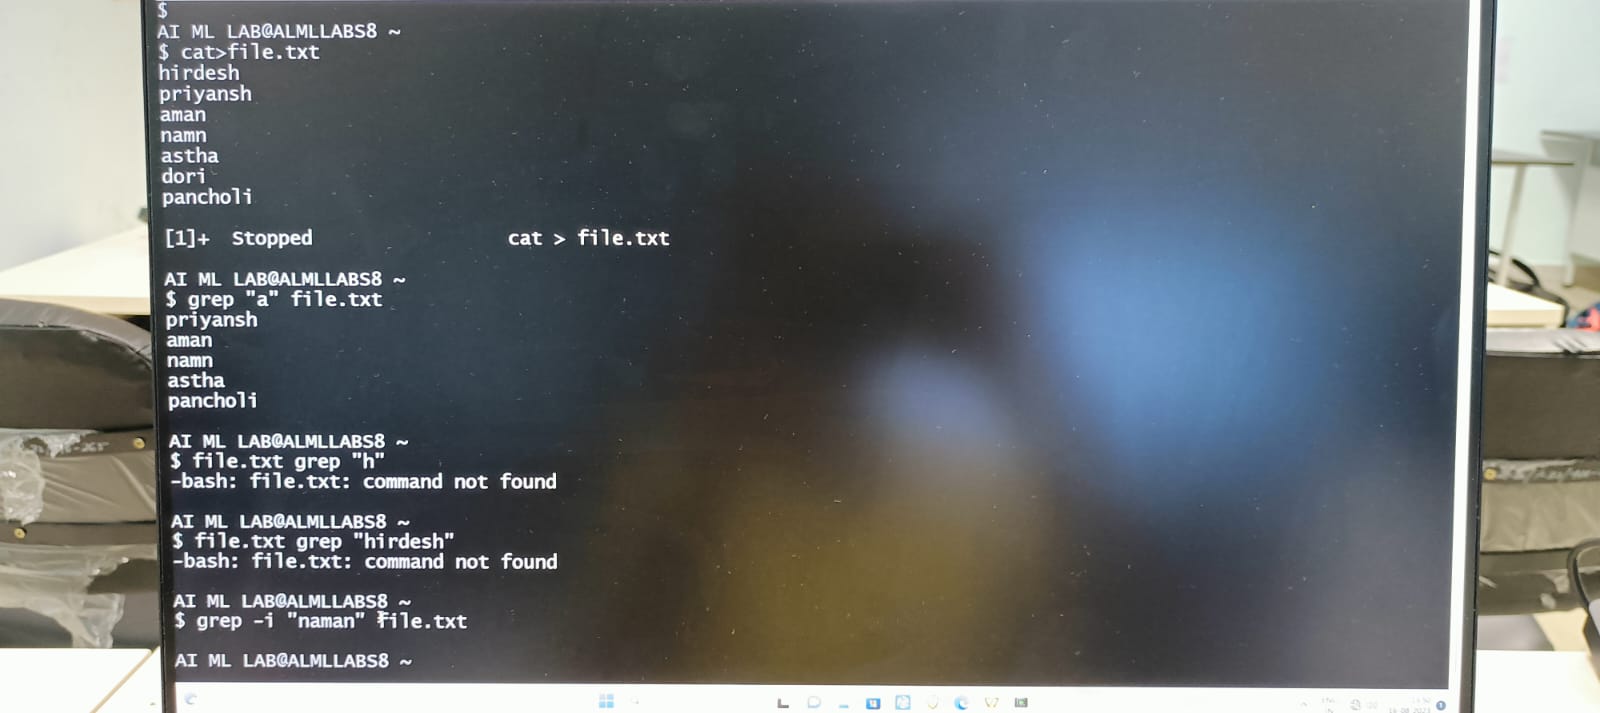 $
AI ML LAB@ALMLLABS8 ~
$ cat>file.txt
hirdesh
priyansh
aman
namn
astha
dori
pancholi
[1]+  Stopped                 cat > file.txt
AI ML LAB@ALMLLABS8 ~
$ grep "a" file.txt
priyansh
aman
namn
astha
pancholi
AI ML LAB@ALMLLABS8 ~
$ file.txt grep "h"
-bash: file.txt: command not found
AI ML LAB@ALMLLABS8 ~
$ file.txt grep "hirdesh"
-bash: file.txt: command not found
AI ML LAB@ALMLLABS8 ~
$ grep -i "naman" file.txt
AI ML LAB@ALMLLABS8 ~